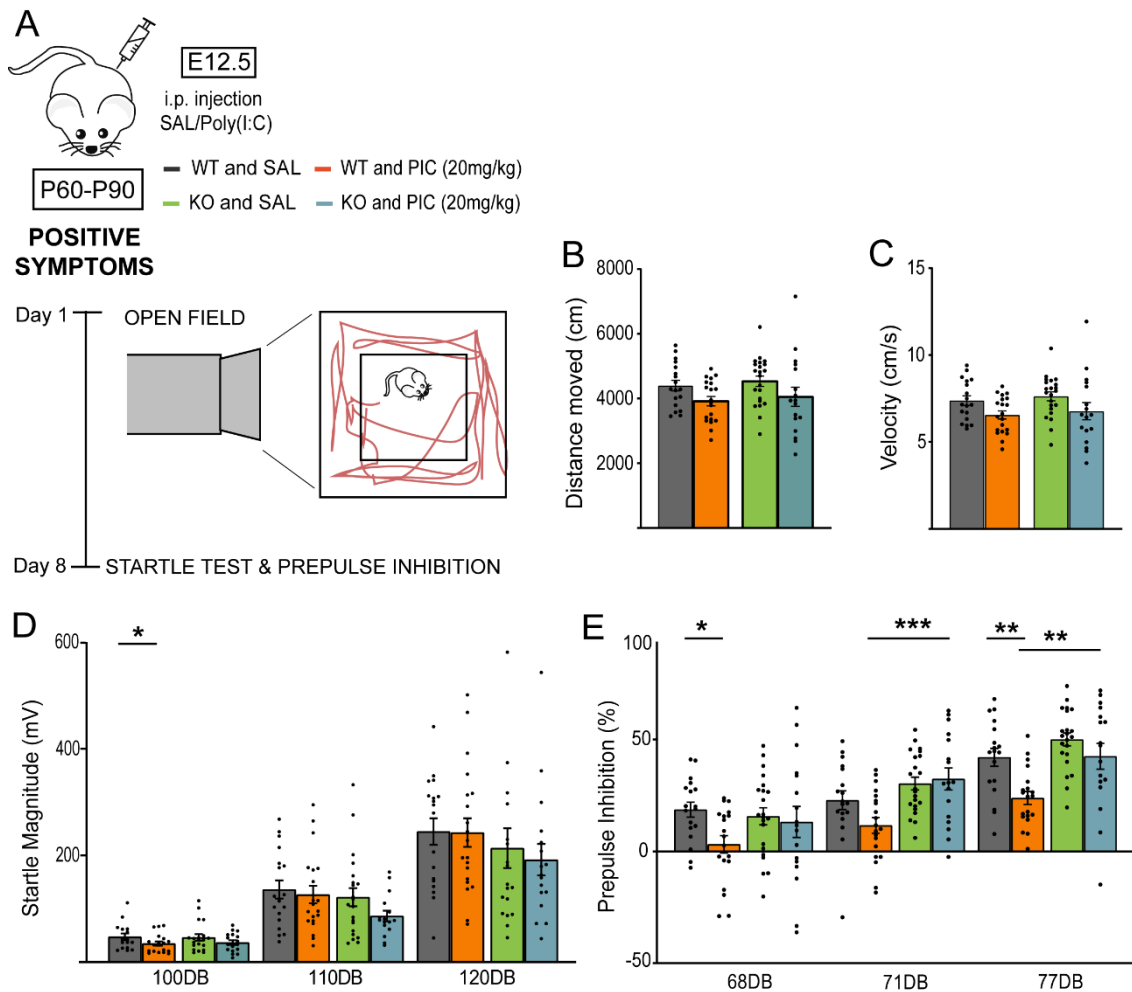 A
E12.5
i.p. injection
SAL/Poly(I:C)
P60-P90
WT and SAL
WT and PIC (20mg/kg)
KO and SAL
KO and PIC (20mg/kg)
POSITIVE
SYMPTOMS
Day 1
OPEN FIELD
Day 8
STARTLE TEST & PREPULSE INHIBITION
B
Distance moved (cm)
8000
6000
4000
2000
C
Velocity (cm/s)
15
10
5
D
Startle Magnitude (mV)
600
400
200
*
100DB
110DB
120DB
E
Prepulse Inhibition (%)
100
50
0
-50
*
***
**
**
68DB
71DB
77DB